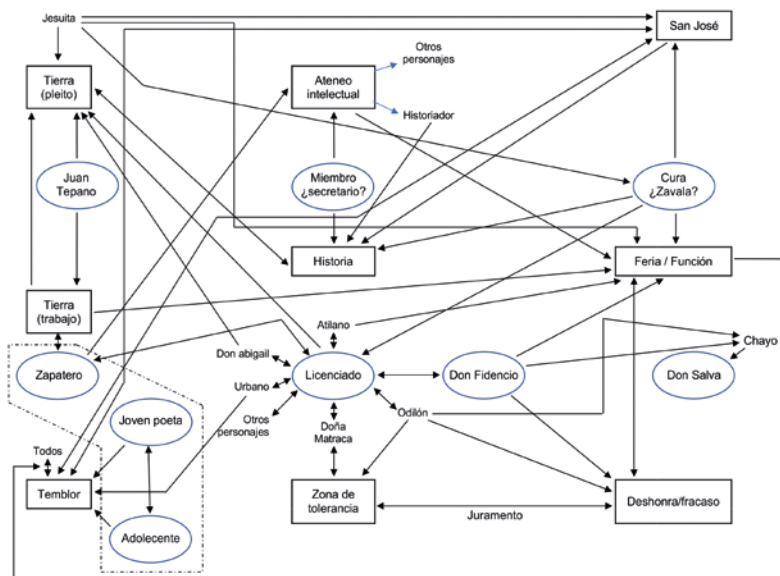 Jesuita
San José
Otros
personajes
Tierra
(pleito)
Ateneo
intelectual
Historiador
Juan
Tepano
Miembro
¿secretario?
Cura
¿Zavala?
Historia
Feria / Función
Tierra
(trabajo)
Atilano
Chayo
Don abigail
Zapatero
Licenciado
Don Fidencio
Don Salva
Urbano
Otros
personajes
Doña
Matraca
Odilón
Joven poeta
Todos
Temblor
Zona de
tolerancia
Juramento
Deshonra/fracaso
Adolecente